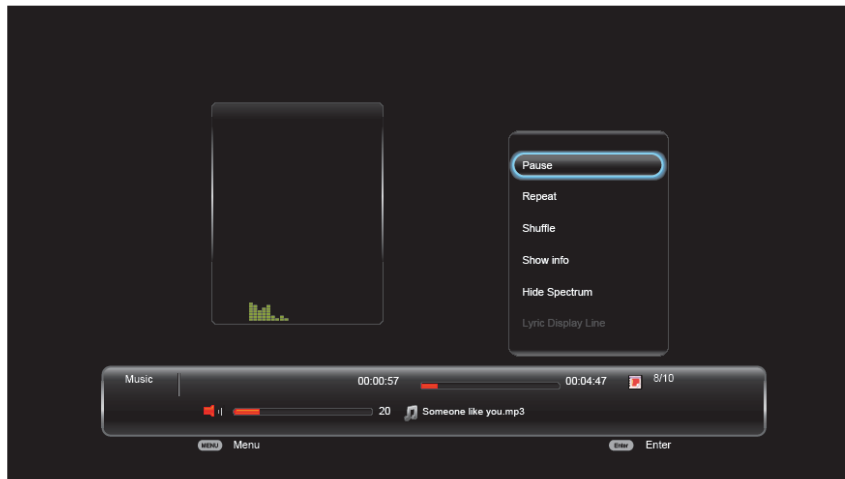 Pause
Repeat
Shuffle
Show info
Hide Spectrum
Lyric Display Line
Music 00:00:57 00:04:47 8/10
20 Someone like you.mp3
MENU Menu Enter Enter